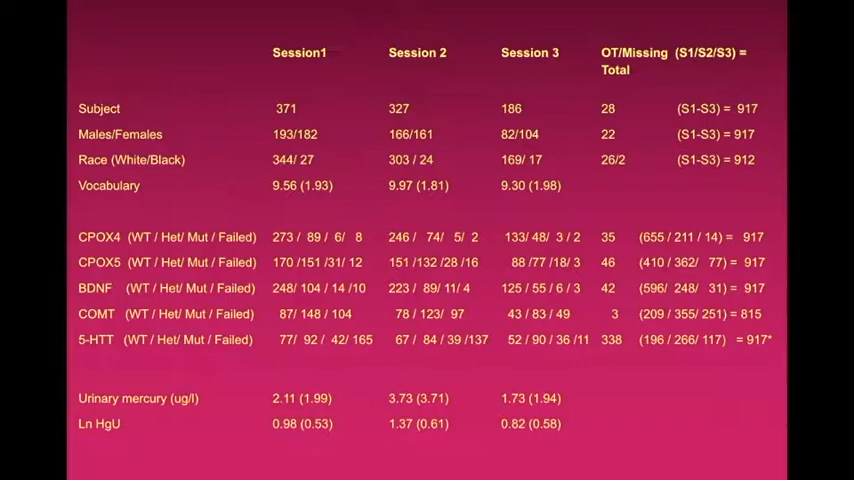 Session1 Session 2 Session 3 OT/Missing (S1/S2/S3) =
Total
Subject 371 327 186 28 (S1-S3) = 917
Males/Females 193/182 166/161 82/104 22 (S1-S3) = 917
Race (White/Black) 344/ 27 303 / 24 169/ 17 26/2 (S1-S3) = 912
Vocabulary 9.56 (1.93) 9.97 (1.81) 9.30 (1.98)
CPOX4 (WT / Het/ Mut / Failed) 273 / 89 / 6/ 8 246 / 74/ 5/ 2 133/ 48/ 3 / 2 35 (655 / 211 / 14) = 917
CPOX5 (WT / Het/ Mut / Failed) 170 /151 /31/ 12 151 /132 /28 /16 88 /77 /18/ 3 46 (410 / 362/ 77) = 917
BDNF (WT / Het/ Mut / Failed) 248/ 104 / 14 /10 223 / 89/ 11/ 4 125 / 55 / 6 / 3 42 (596/ 248/ 31) = 917
COMT (WT / Het/ Mut / Failed) 87/ 148 / 104 78 / 123/ 97 43 / 83 / 49 3 (209 / 355/ 251) = 815
5-HTT (WT / Het/ Mut / Failed) 77/ 92 / 42/ 165 67 / 84 / 39 /137 52 / 90 / 36 /11 338 (196 / 266/ 117) = 917*
Urinary mercury (ug/l) 2.11 (1.99) 3.73 (3.71) 1.73 (1.94)
Ln HgU 0.98 (0.53) 1.37 (0.61) 0.82 (0.58)